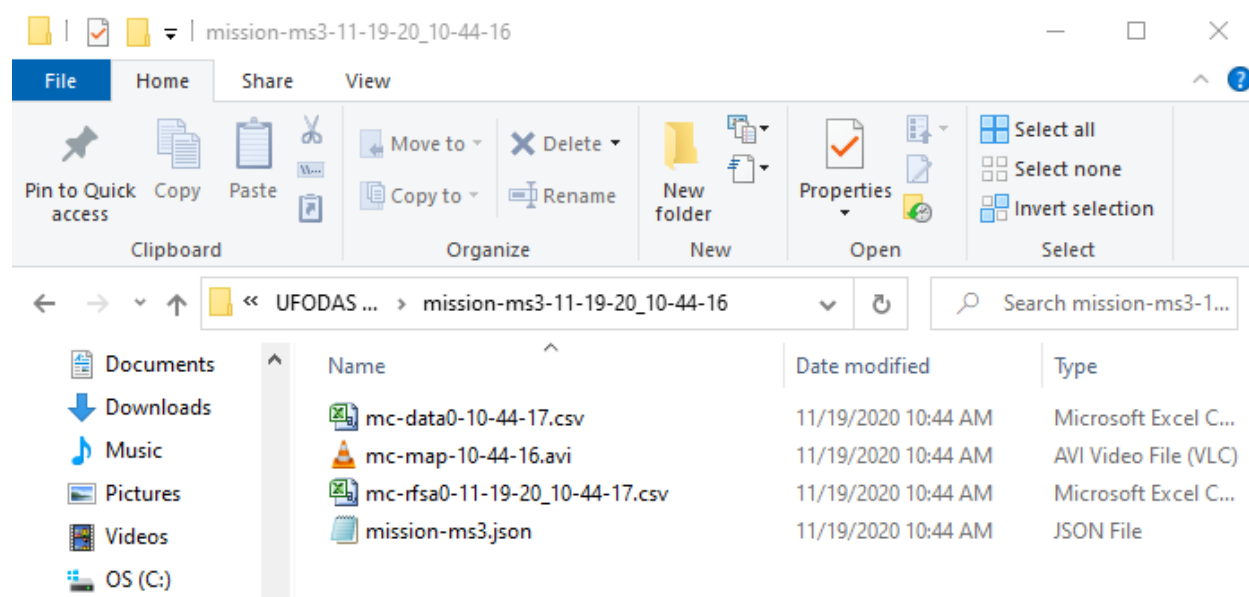 mission-ms3-11-19-20_10-44-16
File Home Share View
Move to Delete
Select all
Select none
Pin to Quick access Copy Paste
Copy to Rename
New folder
Properties
Invert selection
Clipboard Organize New Open Select
« UFODAS ... › mission-ms3-11-19-20_10-44-16 Search mission-ms3-1...
Documents Name Date modified Type
Downloads mc-data0-10-44-17.csv 11/19/2020 10:44 AM Microsoft Excel C...
Music mc-map-10-44-16.avi 11/19/2020 10:44 AM AVI Video File (VLC)
Pictures mc-rfsa0-11-19-20_10-44-17.csv 11/19/2020 10:44 AM Microsoft Excel C...
Videos mission-ms3.json 11/19/2020 10:44 AM JSON File
OS (C:)